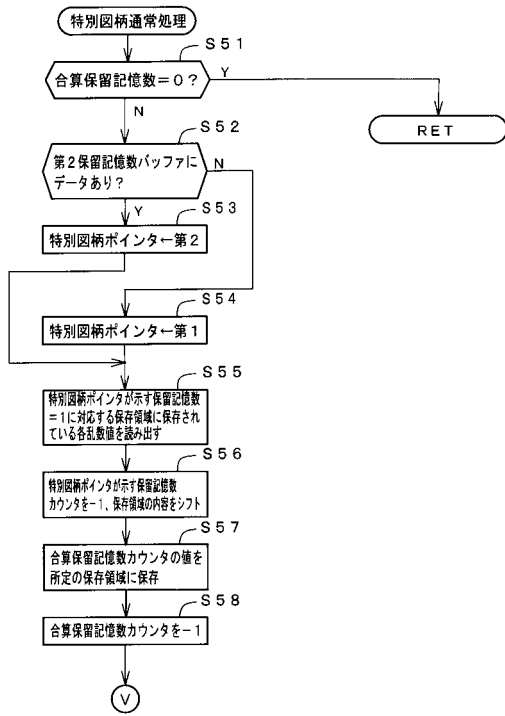 特別図柄通常処理
S51
合算保留記憶数=0?
Y
N
RET
S52
第2保留記憶数バッファに
データあり?
N
Y
S53
特別図柄ポインタ←第2
S54
特別図柄ポインタ←第1
S55
特別図柄ポインタが示す保留記憶数
=1に対応する保存領域に保存され
ている各乱数値を読み出す
S56
特別図柄ポインタが示す保留記憶数
カウンタを-1、保存領域の内容をシフト
S57
合算保留記憶数カウンタの値を
所定の保存領域に保存
S58
合算保留記憶数カウンタを-1
V